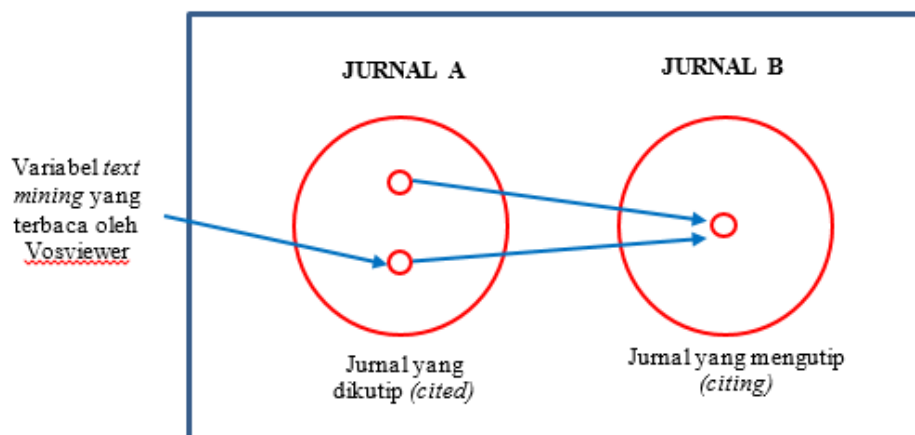 JURNAL A
JURNAL B
Variabel text
mining yang
terbaca oleh
Vosviewer
Jurnal yang
dikutip (cited)
Jurnal yang mengutip
(citing)